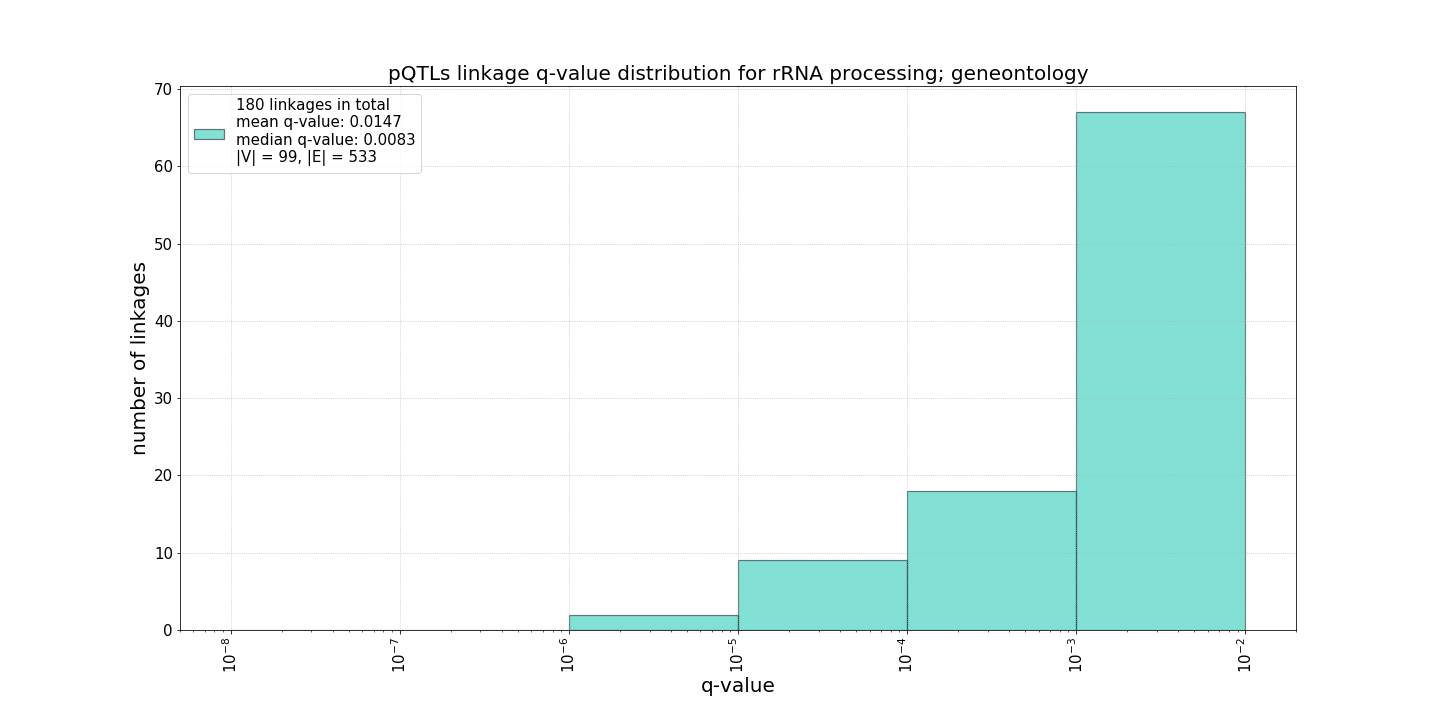 pQTLs linkage q-value distribution for rRNA processing; geneontology
180 linkages in total
mean q-value: 0.0147
median q-value: 0.0083
|V| = 99, |E| = 533
number of linkages
70
60
50
40
30
20
10
0
10⁻⁸ 10⁻⁷ 10⁻⁶ 10⁻⁵ 10⁻⁴ 10⁻³ 10⁻²
q-value